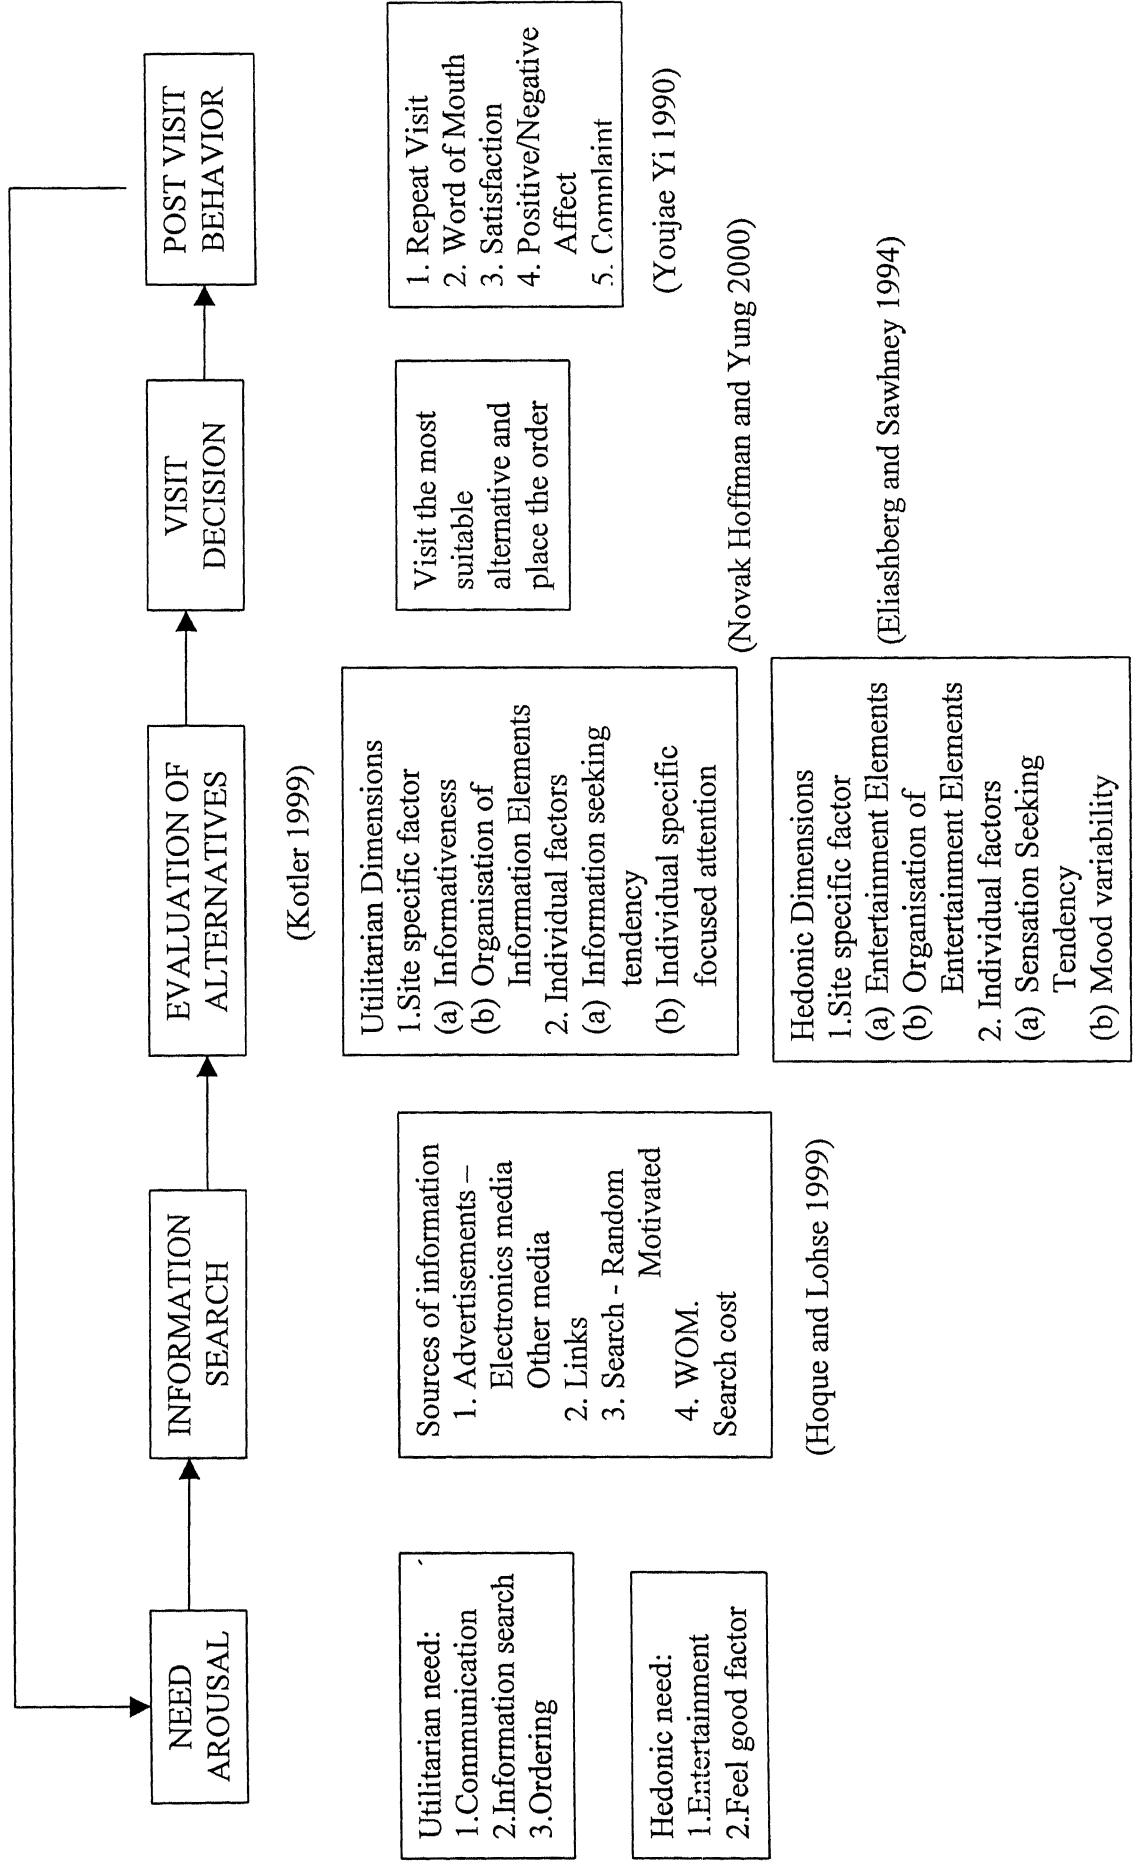 NEED
AROUSAL
INFORMATION
SEARCH
EVALUATION OF
ALTERNATIVES
VISIT
DECISION
POST VISIT
BEHAVIOR
(Kotler 1999)
Utilitarian need:
1.Communication
2.Information search
3.Ordering
Hedonic need:
1.Entertainment
2.Feel good factor
Sources of information
1. Advertisements –
Electronics media
Other media
2. Links
3. Search - Random
Motivated
4. WOM.
Search cost
(Hoque and Lohse 1999)
Utilitarian Dimensions
1.Site specific factor
(a) Informativeness
(b) Organisation of
Information Elements
2. Individual factors
(a) Information seeking
tendency
(b) Individual specific
focused attention
(Novak Hoffman and Yung 2000)
Hedonic Dimensions
1.Site specific factor
(a) Entertainment Elements
(b) Organisation of
Entertainment Elements
2. Individual factors
(a) Sensation Seeking
Tendency
(b) Mood variability
(Eliashberg and Sawhney 1994)
Visit the most
suitable
alternative and
place the order
1. Repeat Visit
2. Word of Mouth
3. Satisfaction
4. Positive/Negative
Affect
5. Complaint
(Youjae Yi 1990)